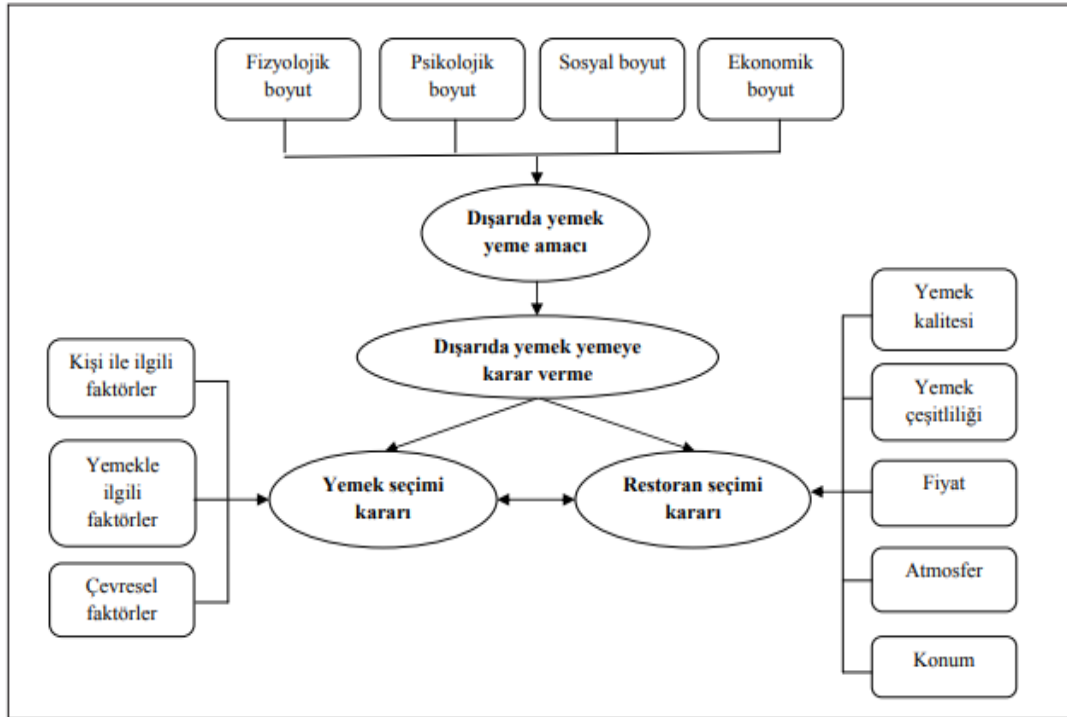 Fizyolojik
boyut
Psikolojik
boyut
Sosyal boyut
Ekonomik
boyut
Dışarıda yemek
yeme amacı
Dışarıda yemek yemeye
karar verme
Kişi ile ilgili
faktörler
Yemekle
ilgili
faktörler
Çevresel
faktörler
Yemek seçimi
kararı
Restoran seçimi
kararı
Yemek
kalitesi
Yemek
çeşitliliği
Fiyat
Atmosfer
Konum